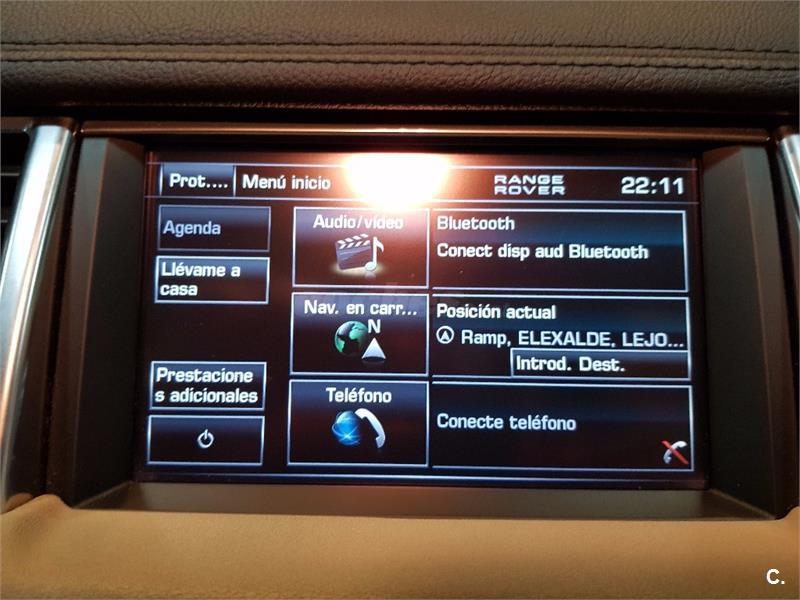 Prot....
Menú inicio
RANGE
ROVER
22:11
Agenda
Llévame a
casa
Prestacione
s adicionales
Audio/vídeo
Bluetooth
Conect disp aud Bluetooth
Nav. en carr...
N
Posición actual
Ramp, ELEXALDE, LEJO...
Introd. Dest.
Teléfono
Conecte teléfono
C.